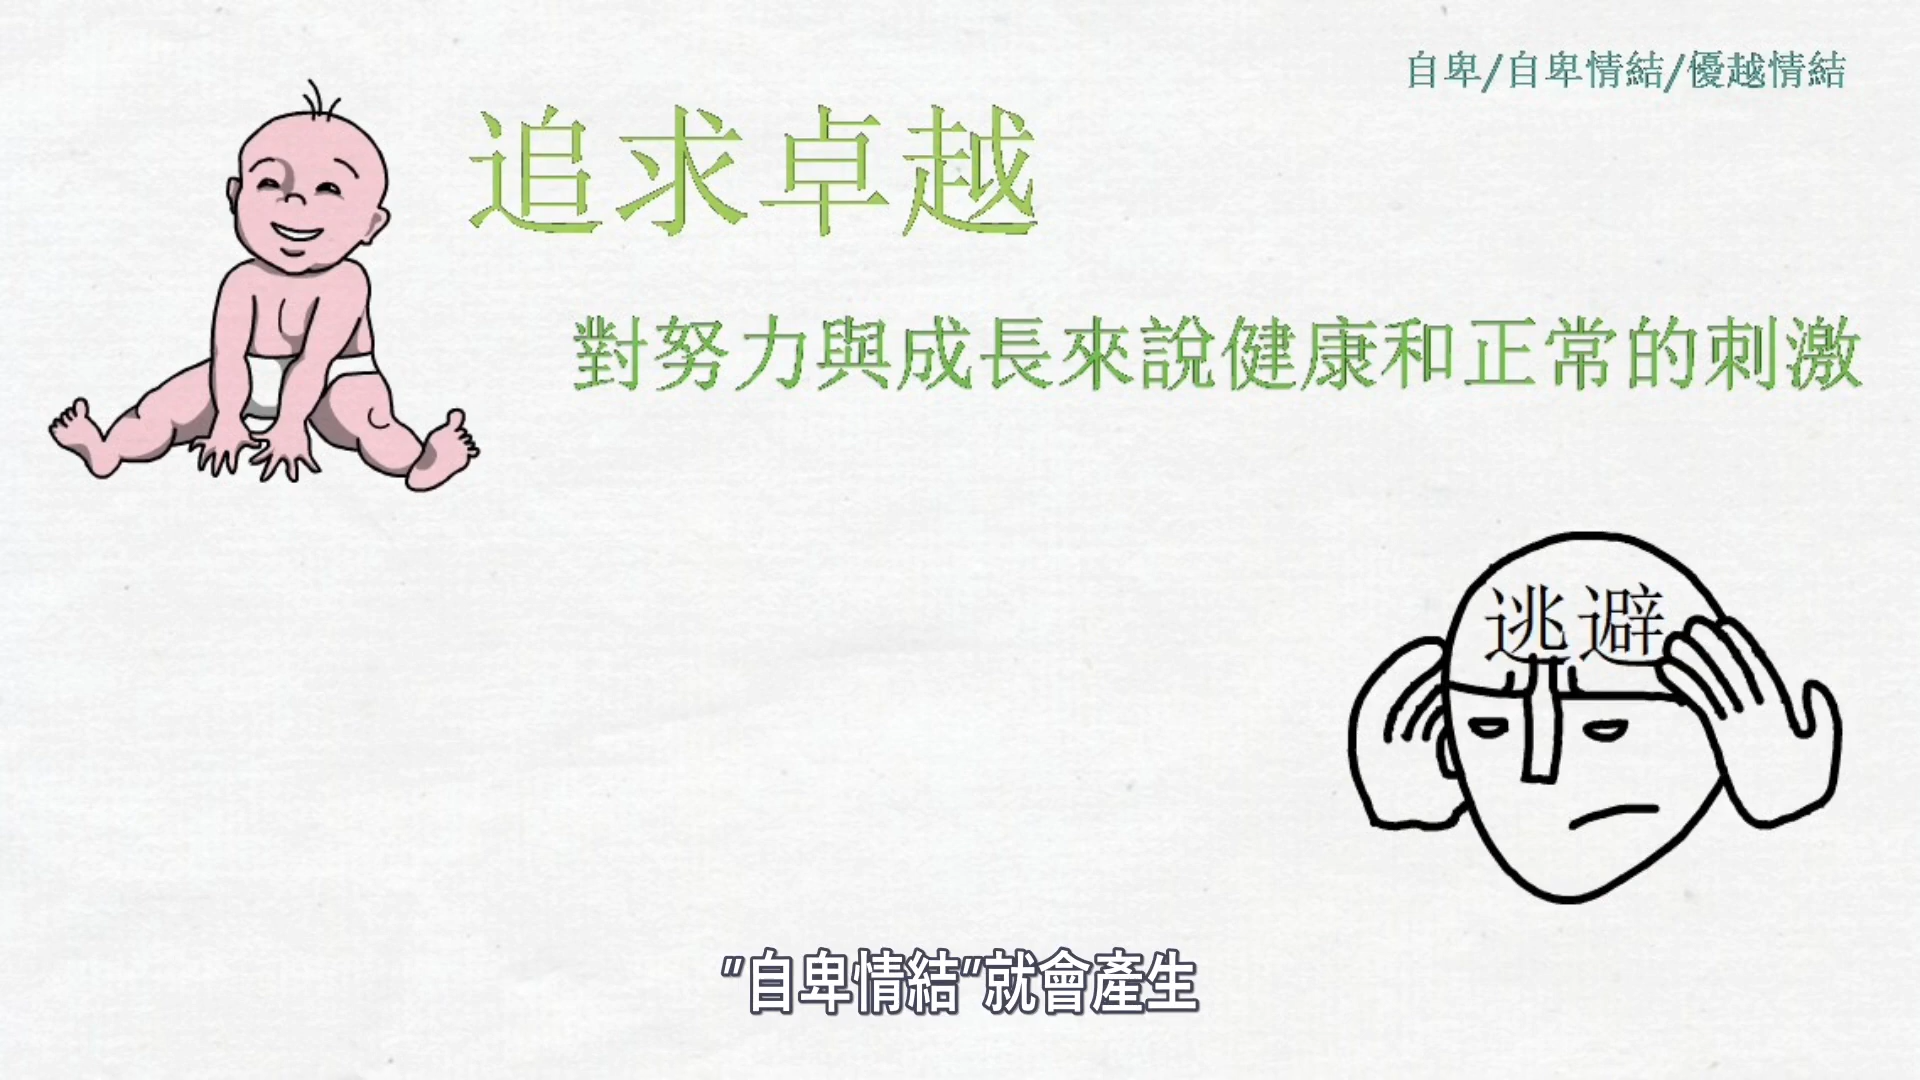 自卑/自卑情結/優越情結
追求卓越
對努力與成長來說健康和正常的刺激
逃避
"自卑情結"就會產生